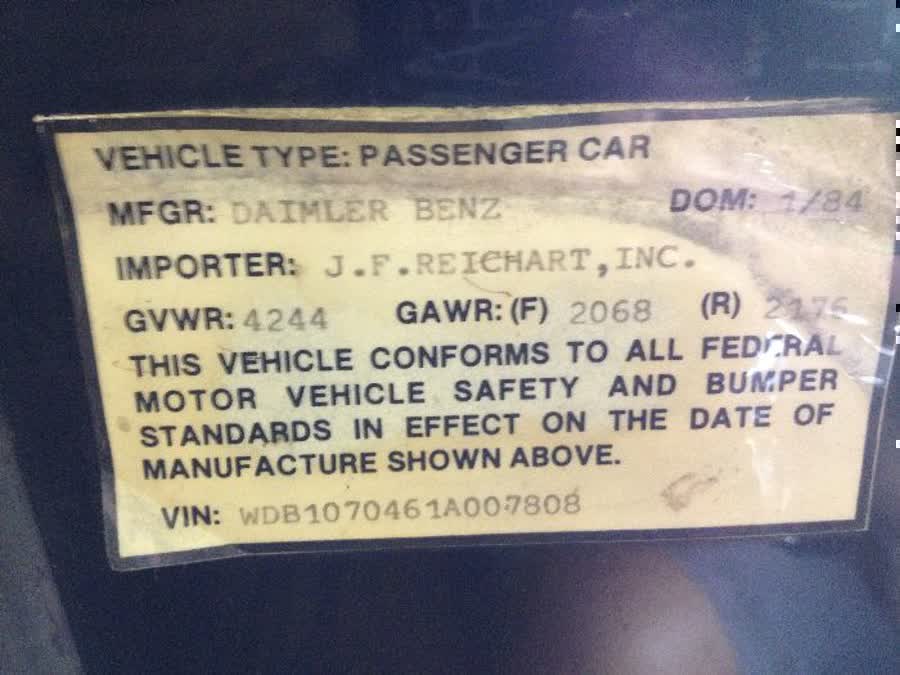 VEHICLE TYPE: PASSENGER CAR
MFGR: DAIMLER BENZ DOM: 1/84
IMPORTER: J.F.REICHART,INC.
GVWR: 4244 GAWR: (F) 2068 (R) 2176
THIS VEHICLE CONFORMS TO ALL FEDERAL
MOTOR VEHICLE SAFETY AND BUMPER
STANDARDS IN EFFECT ON THE DATE OF
MANUFACTURE SHOWN ABOVE.
VIN: WDB1070461A007808